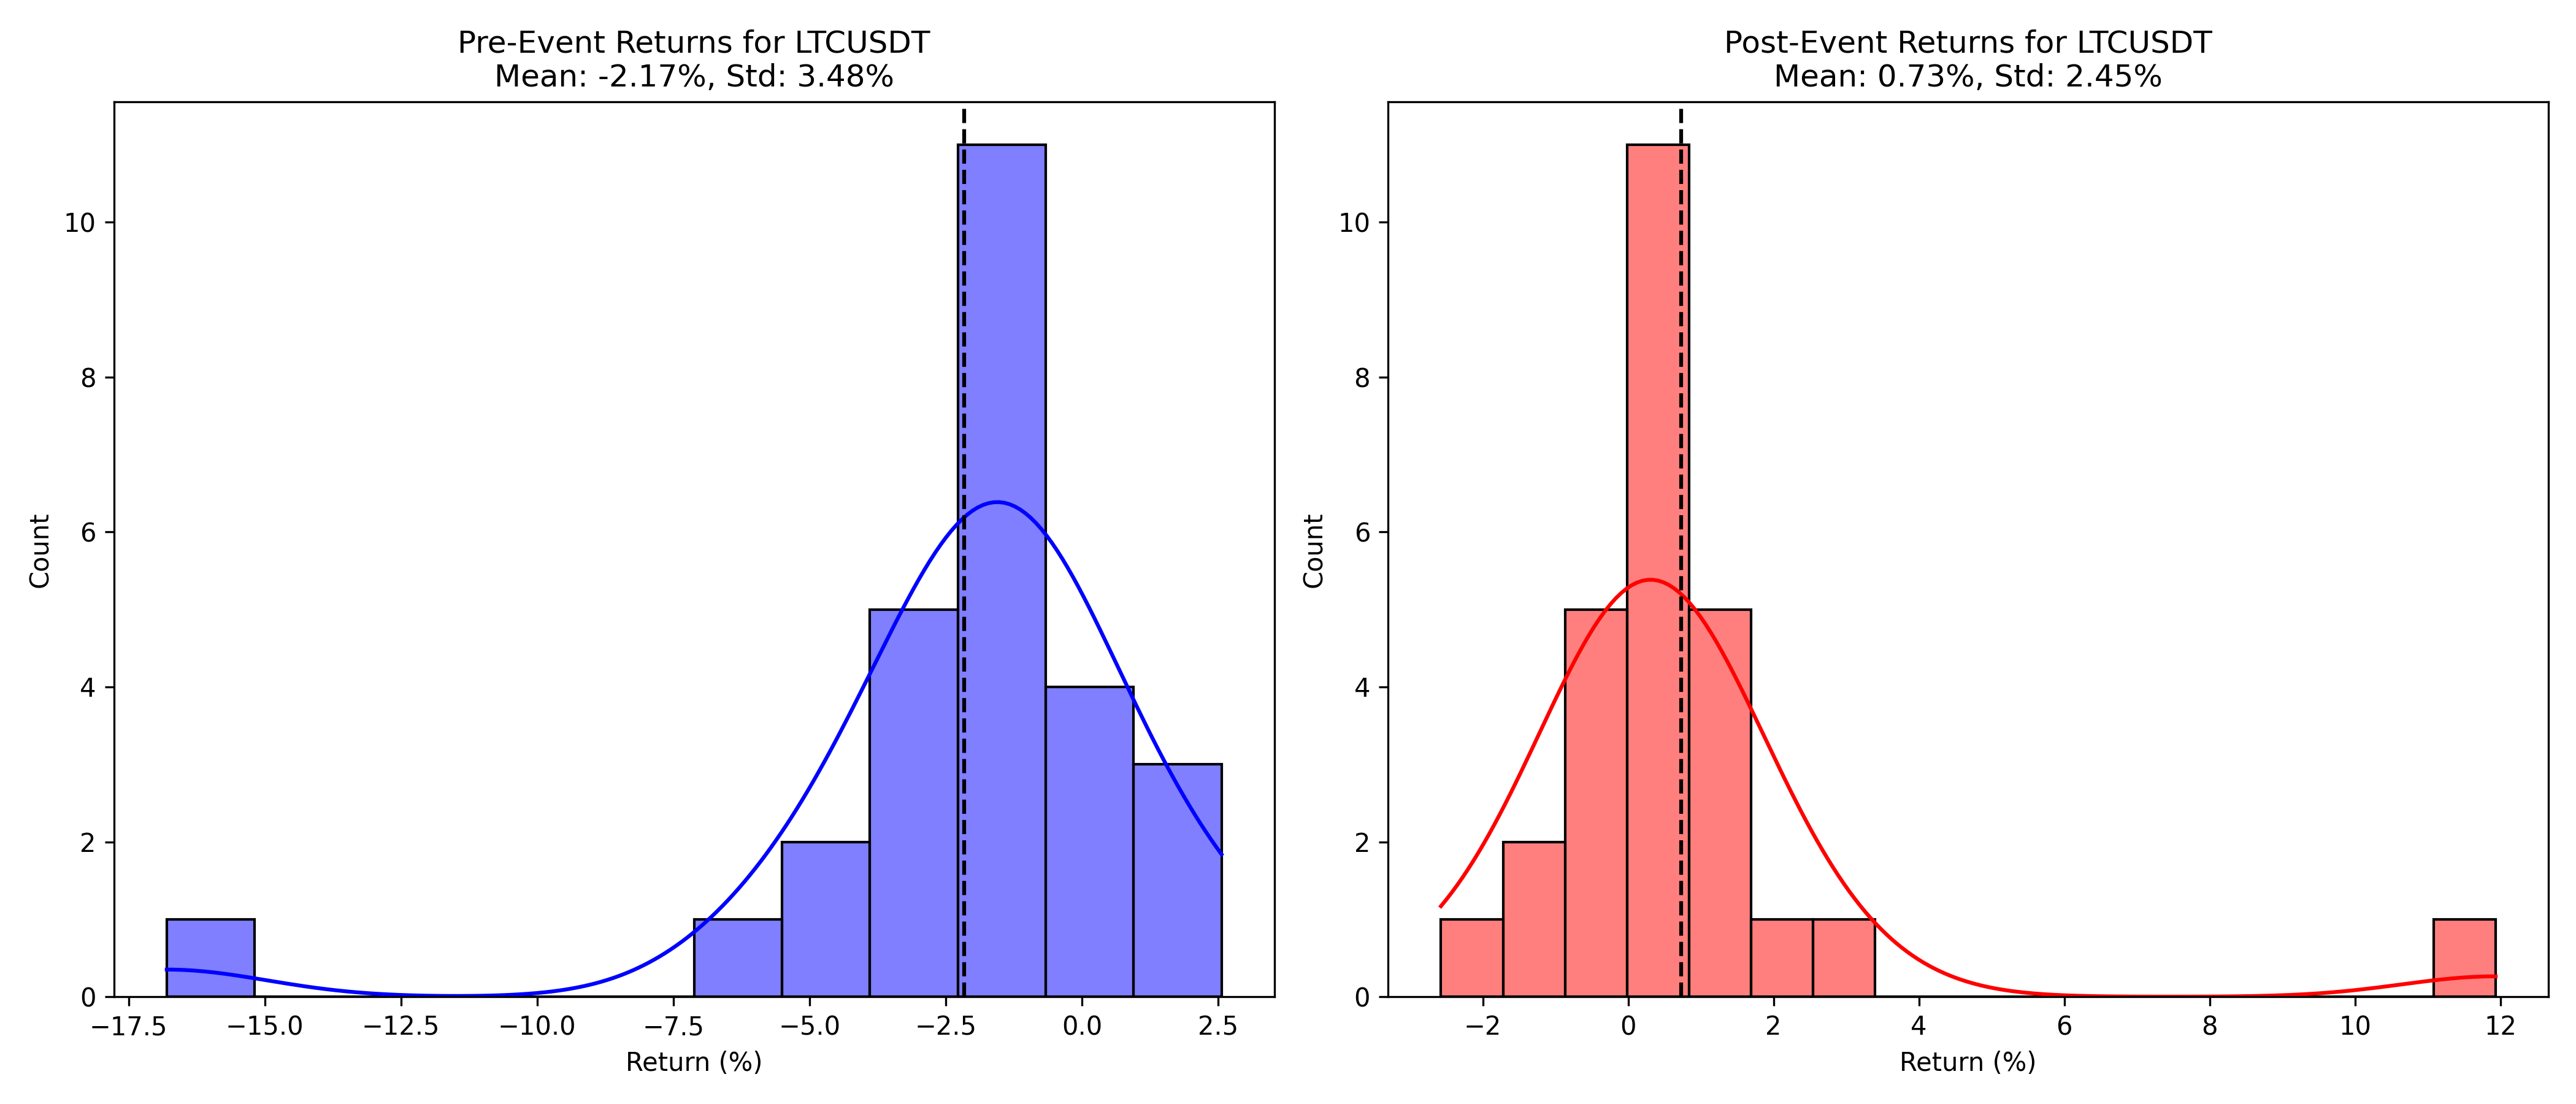 Pre-Event Returns for LTCUSDT
Mean: -2.17%, Std: 3.48%
Count
10
8
6
4
2
0
−17.5 −15.0 −12.5 −10.0 −7.5 −5.0 −2.5 0.0 2.5
Return (%)
Post-Event Returns for LTCUSDT
Mean: 0.73%, Std: 2.45%
Count
10
8
6
4
2
0
−2 0 2 4 6 8 10 12
Return (%)